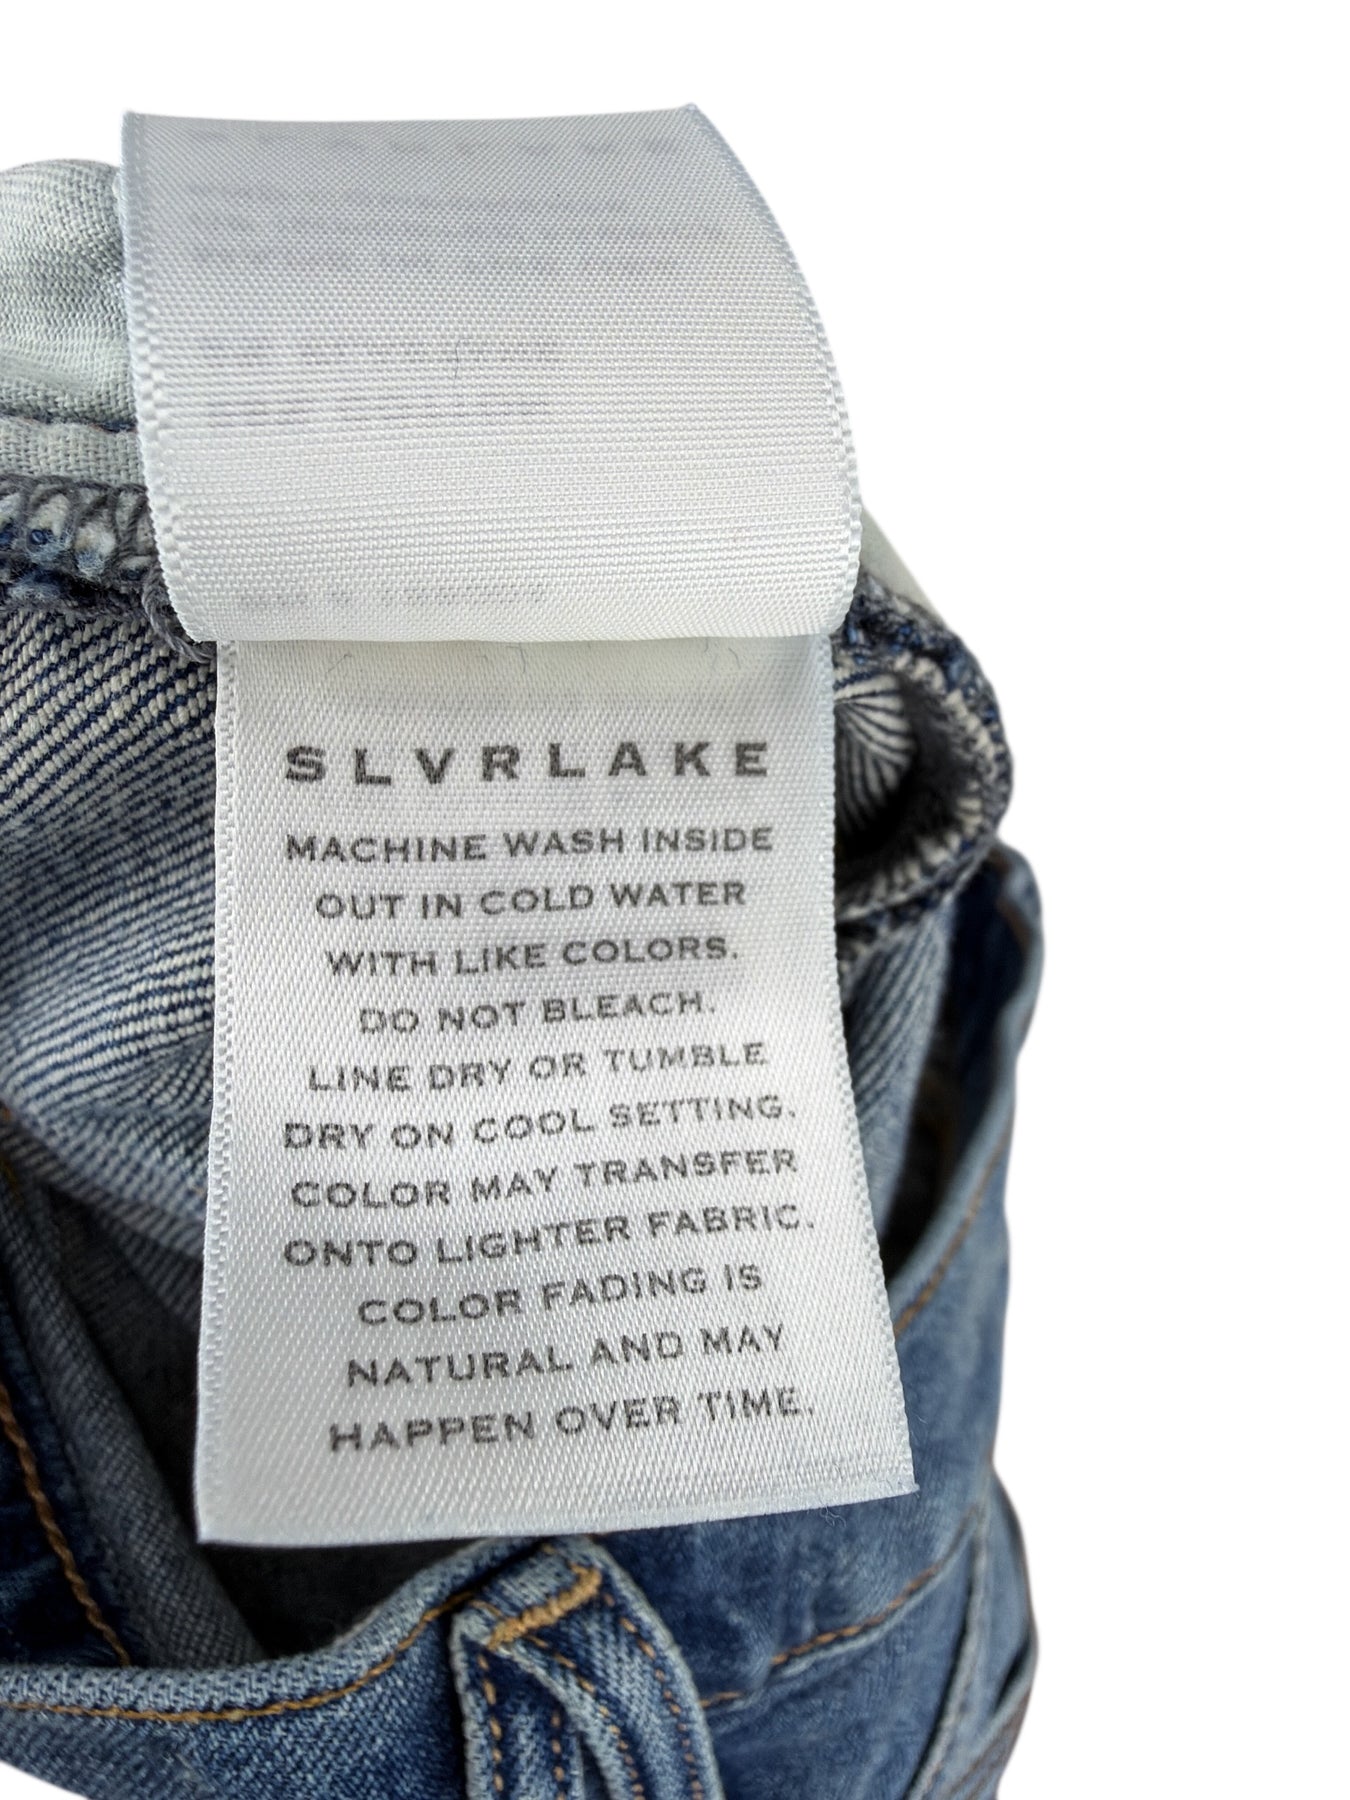 SLVRLAKE
MACHINE WASH INSIDE
OUT IN COLD WATER
WITH LIKE COLORS.
DO NOT BLEACH.
LINE DRY OR TUMBLE
DRY ON COOL SETTING.
COLOR MAY TRANSFER
ONTO LIGHTER FABRIC.
COLOR FADING IS
NATURAL AND MAY
HAPPEN OVER TIME.